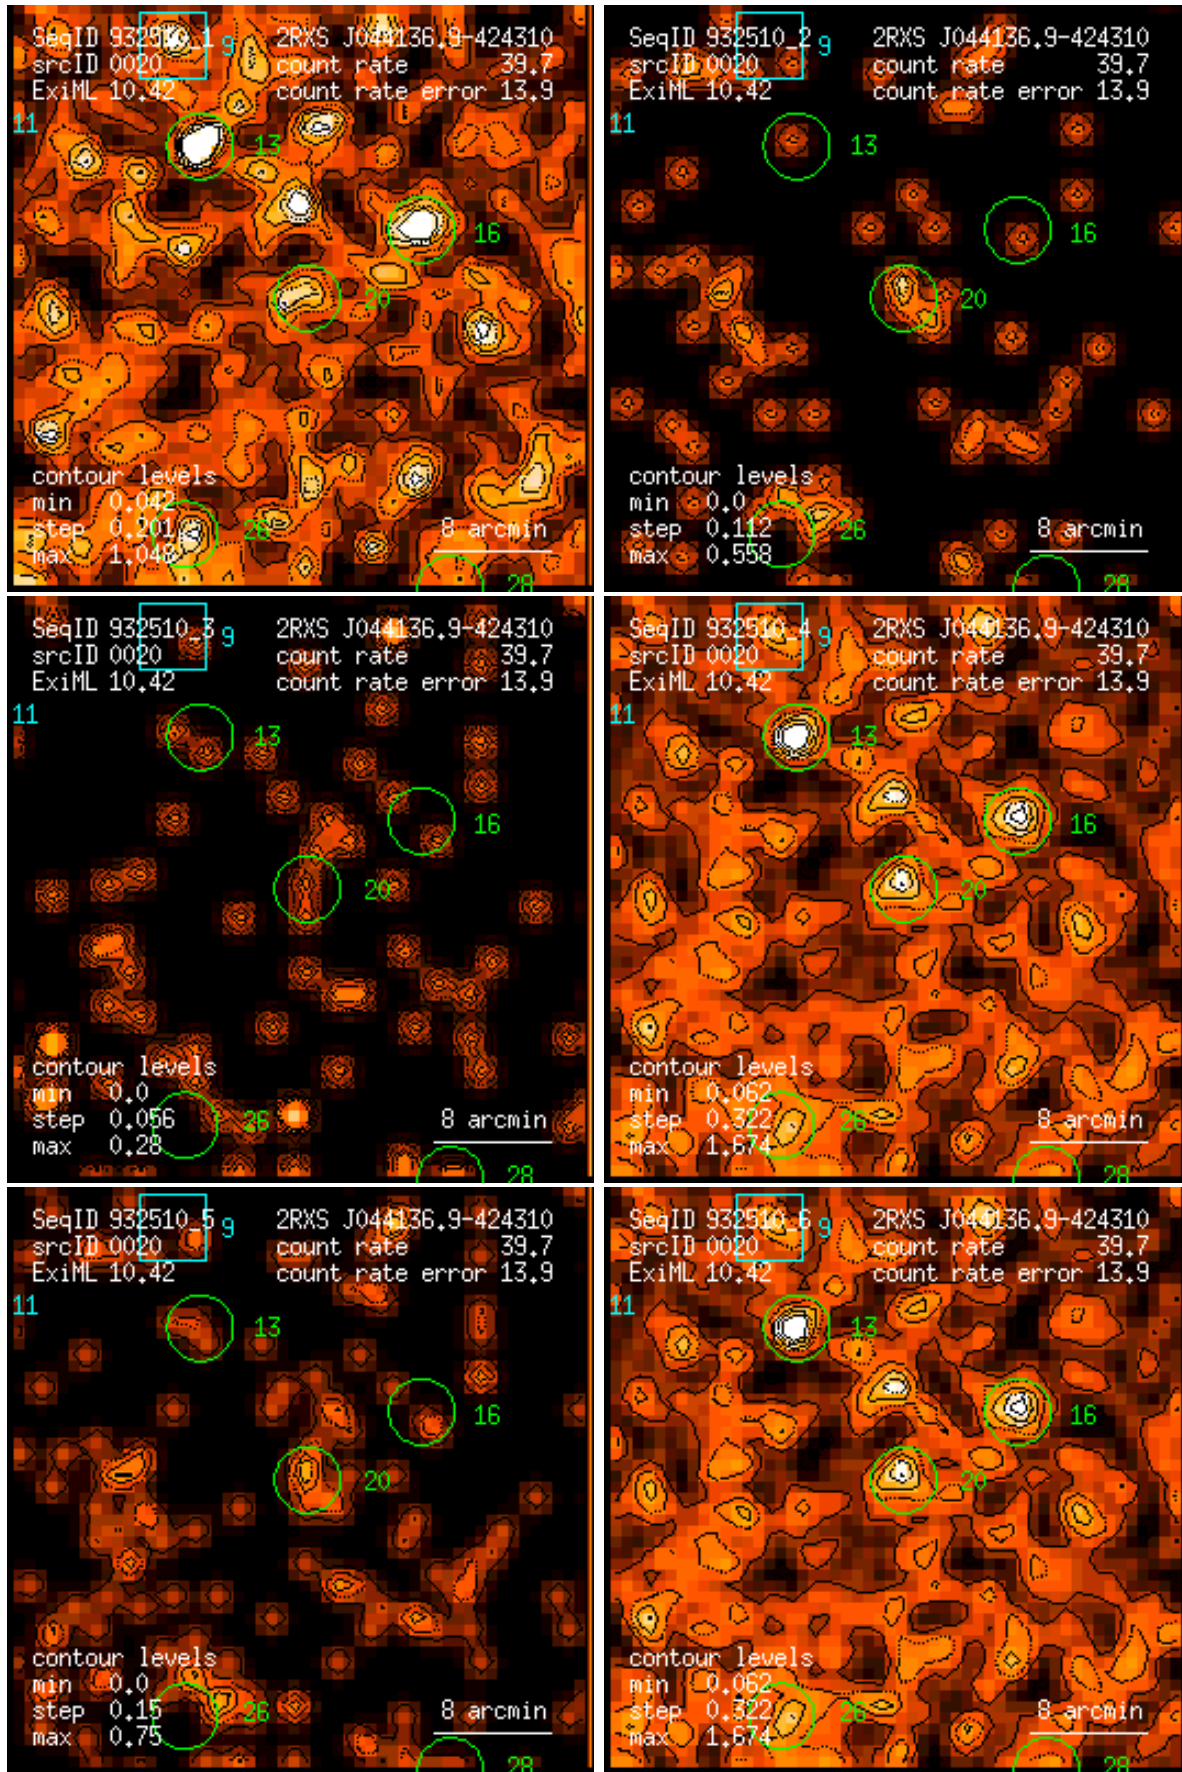 SeqID 932510_1 9 2RXS J044136.9-424310
srcID 0020 count rate 39.7
ExiML 10.42 count rate error 13.9
11
13
16
20
contour levels
min 0.042
step 0.201 26 8 arcmin
max 1.048
28
SeqID 932510_2 9 2RXS J044136.9-424310
srcID 0020 count rate 39.7
ExiML 10.42 count rate error 13.9
11
13
16
20
contour levels
min 0.0
step 0.112 26 8 arcmin
max 0.558
28
SeqID 932510_3 9 2RXS J044136.9-424310
srcID 0020 count rate 39.7
ExiML 10.42 count rate error 13.9
11
13
16
20
contour levels
min 0.0
step 0.056 26 8 arcmin
max 0.28
28
SeqID 932510_4 9 2RXS J044136.9-424310
srcID 0020 count rate 39.7
ExiML 10.42 count rate error 13.9
11
13
16
20
contour levels
min 0.062
step 0.322 26 8 arcmin
max 1.674
28
SeqID 932510_5 9 2RXS J044136.9-424310
srcID 0020 count rate 39.7
ExiML 10.42 count rate error 13.9
11
13
16
20
contour levels
min 0.0
step 0.15 26 8 arcmin
max 0.75
28
SeqID 932510_6 9 2RXS J044136.9-424310
srcID 0020 count rate 39.7
ExiML 10.42 count rate error 13.9
11
13
16
20
contour levels
min 0.062
step 0.322 26 8 arcmin
max 1.674
28